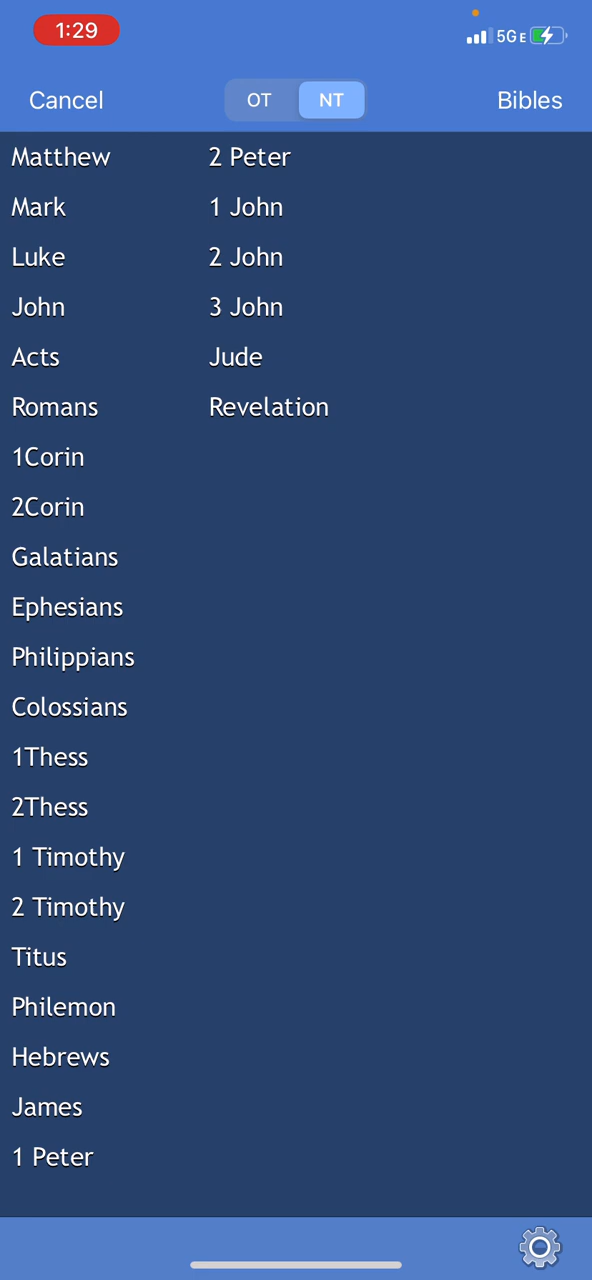 1:29
5GE
Cancel
OT
NT
Bibles
Matthew
Mark
Luke
John
Acts
Romans
1Corin
2Corin
Galatians
Ephesians
Philippians
Colossians
1Thess
2Thess
1 Timothy
2 Timothy
Titus
Philemon
Hebrews
James
1 Peter
2 Peter
1 John
2 John
3 John
Jude
Revelation